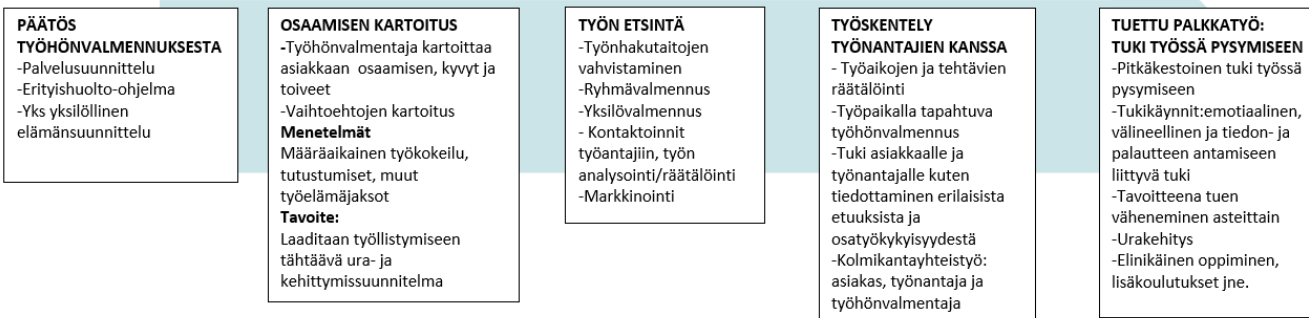 PÄÄTÖS
TYÖHÖNVALMENNUKSESTA
-Palvelusuunnittelu
-Erityishuolto-ohjelma
-Yks yksilöllinen
elämänsuunnittelu
OSAAMISEN KARTOITUS
-Työhönvalmentaja kartoittaa
asiakkaan  osaamisen, kyvyt ja
toiveet
-Vaihtoehtojen kartoitus
Menetelmät
Määräaikainen työkokeilu,
tutustumiset, muut
työelämäjaksot
Tavoite:
Laaditaan työllistymiseen
tähtäävä ura- ja
kehittymissuunnitelma
TYÖN ETSINTÄ
-Työnhakutaitojen
vahvistaminen
-Ryhmävalmennus
-Yksilövalmennus
- Kontaktoinnit
työantajiin, työn
analysointi/räätälöinti
-Markkinointi
TYÖSKENTELY
TYÖNANTAJIEN KANSSA
- Työaikojen ja tehtävien
räätälöinti
-Työpaikalla tapahtuva
työhönvalmennus
-Tuki asiakkaalle ja
työnantajalle kuten
tiedottaminen erilaisista
etuuksista ja
osatyökykyisyydestä
-Kolmikantayhteistyö:
asiakas, työnantaja ja
työhönvalmentaja
TUETTU PALKKATYÖ:
TUKI TYÖSSÄ PYSYMISEEN
-Pitkäkestoinen tuki työssä
pysymiseen
-Tukikäynnit:emotiaalinen,
välineellinen ja tiedon- ja
palautteen antamiseen
liittyvä tuki
-Tavoitteena tuen
väheneminen asteittain
-Urakehitys
-Elinikäinen oppiminen,
lisäkoulutukset jne.